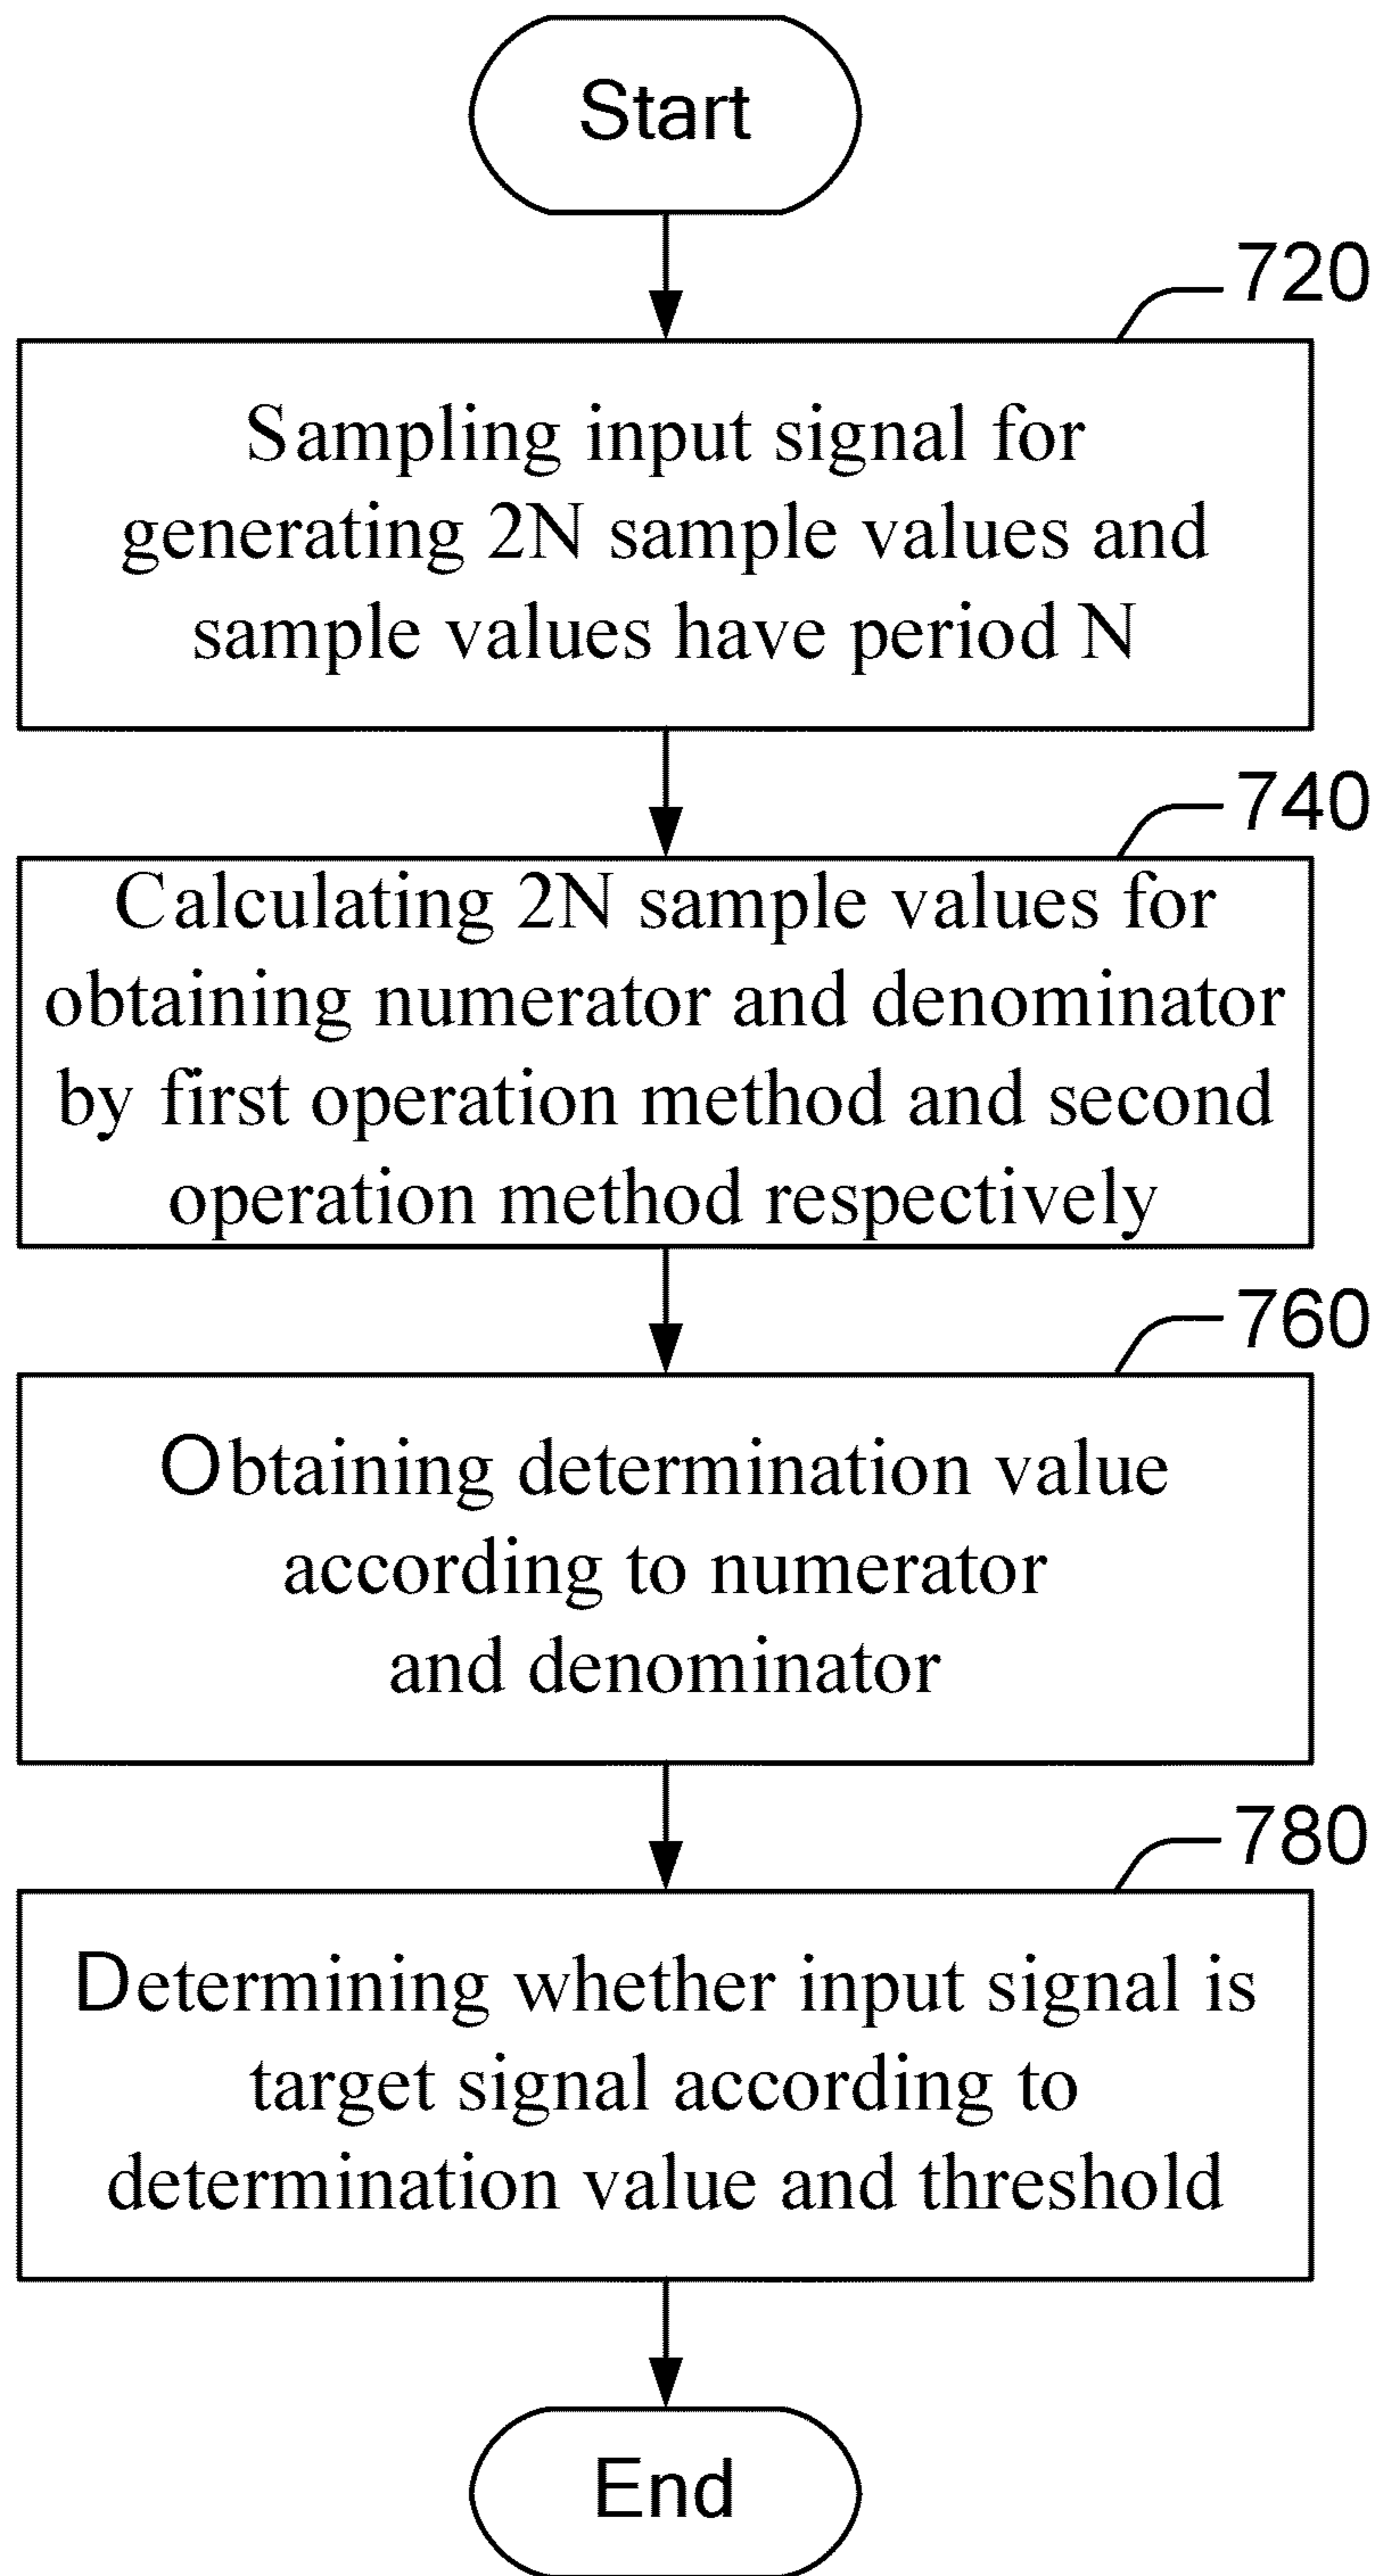 Start
720
Sampling input signal for
generating 2N sample values and
sample values have period N
740
Calculating 2N sample values for
obtaining numerator and denominator
by first operation method and second
operation method respectively
760
Obtaining determination value
according to numerator
and denominator
780
Determining whether input signal is
target signal according to
determination value and threshold
End